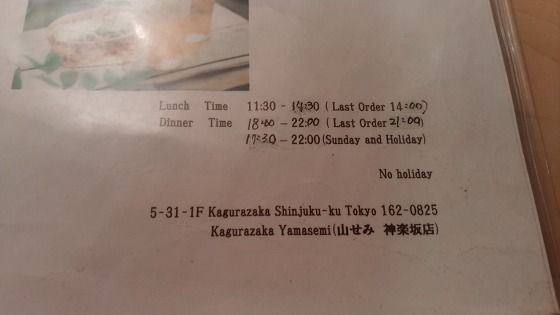 Lunch Time 11:30 - 14:30 (Last Order 14:00)
Dinner Time 18:00 - 22:00 (Last Order 21:00)
17:30 - 22:00 (Sunday and Holiday)
No holiday
5-31-1F Kagurazaka Shinjuku-ku Tokyo 162-0825
Kagurazaka Yamasemi(山せみ 神楽坂店)